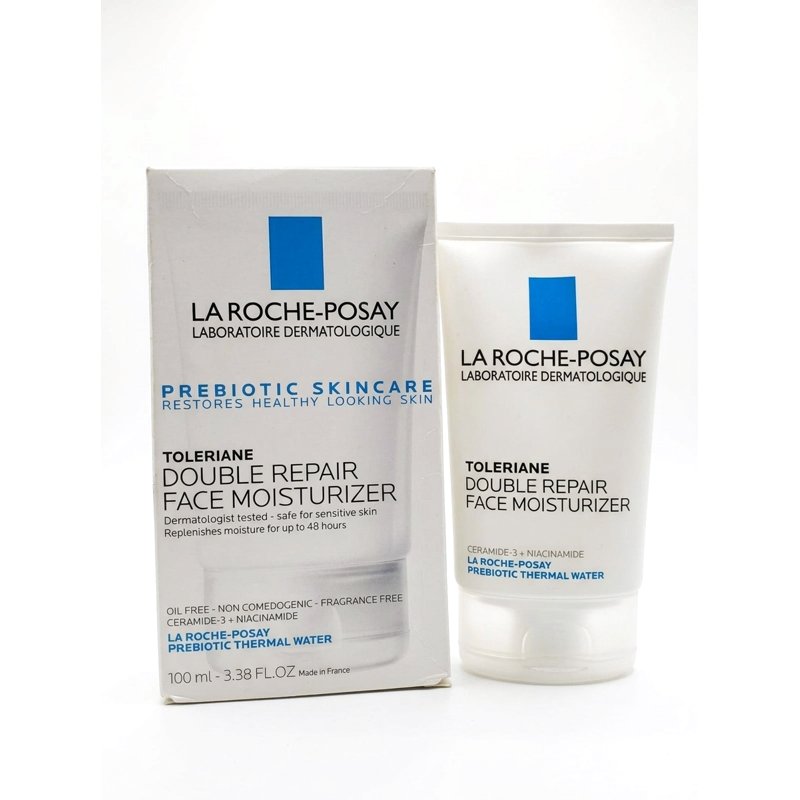 LA ROCHE-POSAY
LABORATOIRE DERMATOLOGIQUE
PREBIOTIC SKINCARE
RESTORES HEALTHY LOOKING SKIN
TOLERIANE
DOUBLE REPAIR
FACE MOISTURIZER
Dermatologist tested - safe for sensitive skin
Replenishes moisture for up to 48 hours
OIL FREE - NON COMEDOGENIC - FRAGRANCE FREE
CERAMIDE-3 + NIACINAMIDE
LA ROCHE-POSAY
PREBIOTIC THERMAL WATER
100 ml - 3.38 FL.OZ Made in France
LA ROCHE-POSAY
LABORATOIRE DERMATOLOGIQUE
TOLERIANE
DOUBLE REPAIR
FACE MOISTURIZER
CERAMIDE-3 + NIACINAMIDE
LA ROCHE-POSAY
PREBIOTIC THERMAL WATER